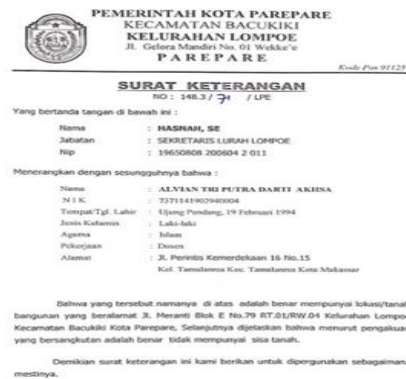 PEMERINTAH KOTA PAREPARE
KECAMATAN BACUKIKI
KELURAHAN LOMPOE
Jl. Gelora Mandiri No. 01 Wekke'e
PAREPARE
Kode Pos 91125
SURAT KETERANGAN
NO : 148.3 / 71 / LPE
Yang bertanda tangan di bawah ini :
Nama : HASNAH, SE
Jabatan : SEKRETARIS LURAH LOMPOE
Nip : 19650808 200604 2 011
Menerangkan dengan sesungguhnya bahwa :
Nama : ALVIAN TRI PUTRA DARTI AKHSA
N I K : 7371141902940004
Tempat/Tgl. Lahir : Ujung Pandang, 19 Februari 1994
Jenis Kelamin : Laki-laki
Agama : Islam
Pekerjaan : Dosen
Alamat : Jl. Perintis Kemerdekaan 16 No.15
Kel. Tamalanrea Kec. Tamalanrea Kota Makassar
Bahwa yang tersebut namanya di atas adalah benar mempunyai lokasi/tanah
bangunan yang beralamat Jl. Meranti Blok E No.79 RT.01/RW.04 Kelurahan Lompoe
Kecamatan Bacukiki Kota Parepare, Selanjutnya dijelaskan bahwa menurut pengakuan
yang bersangkutan adalah benar tidak mempunyai sisa tanah.
Demikian surat keterangan ini kami berikan untuk dipergunakan sebagaimana
mestinya.